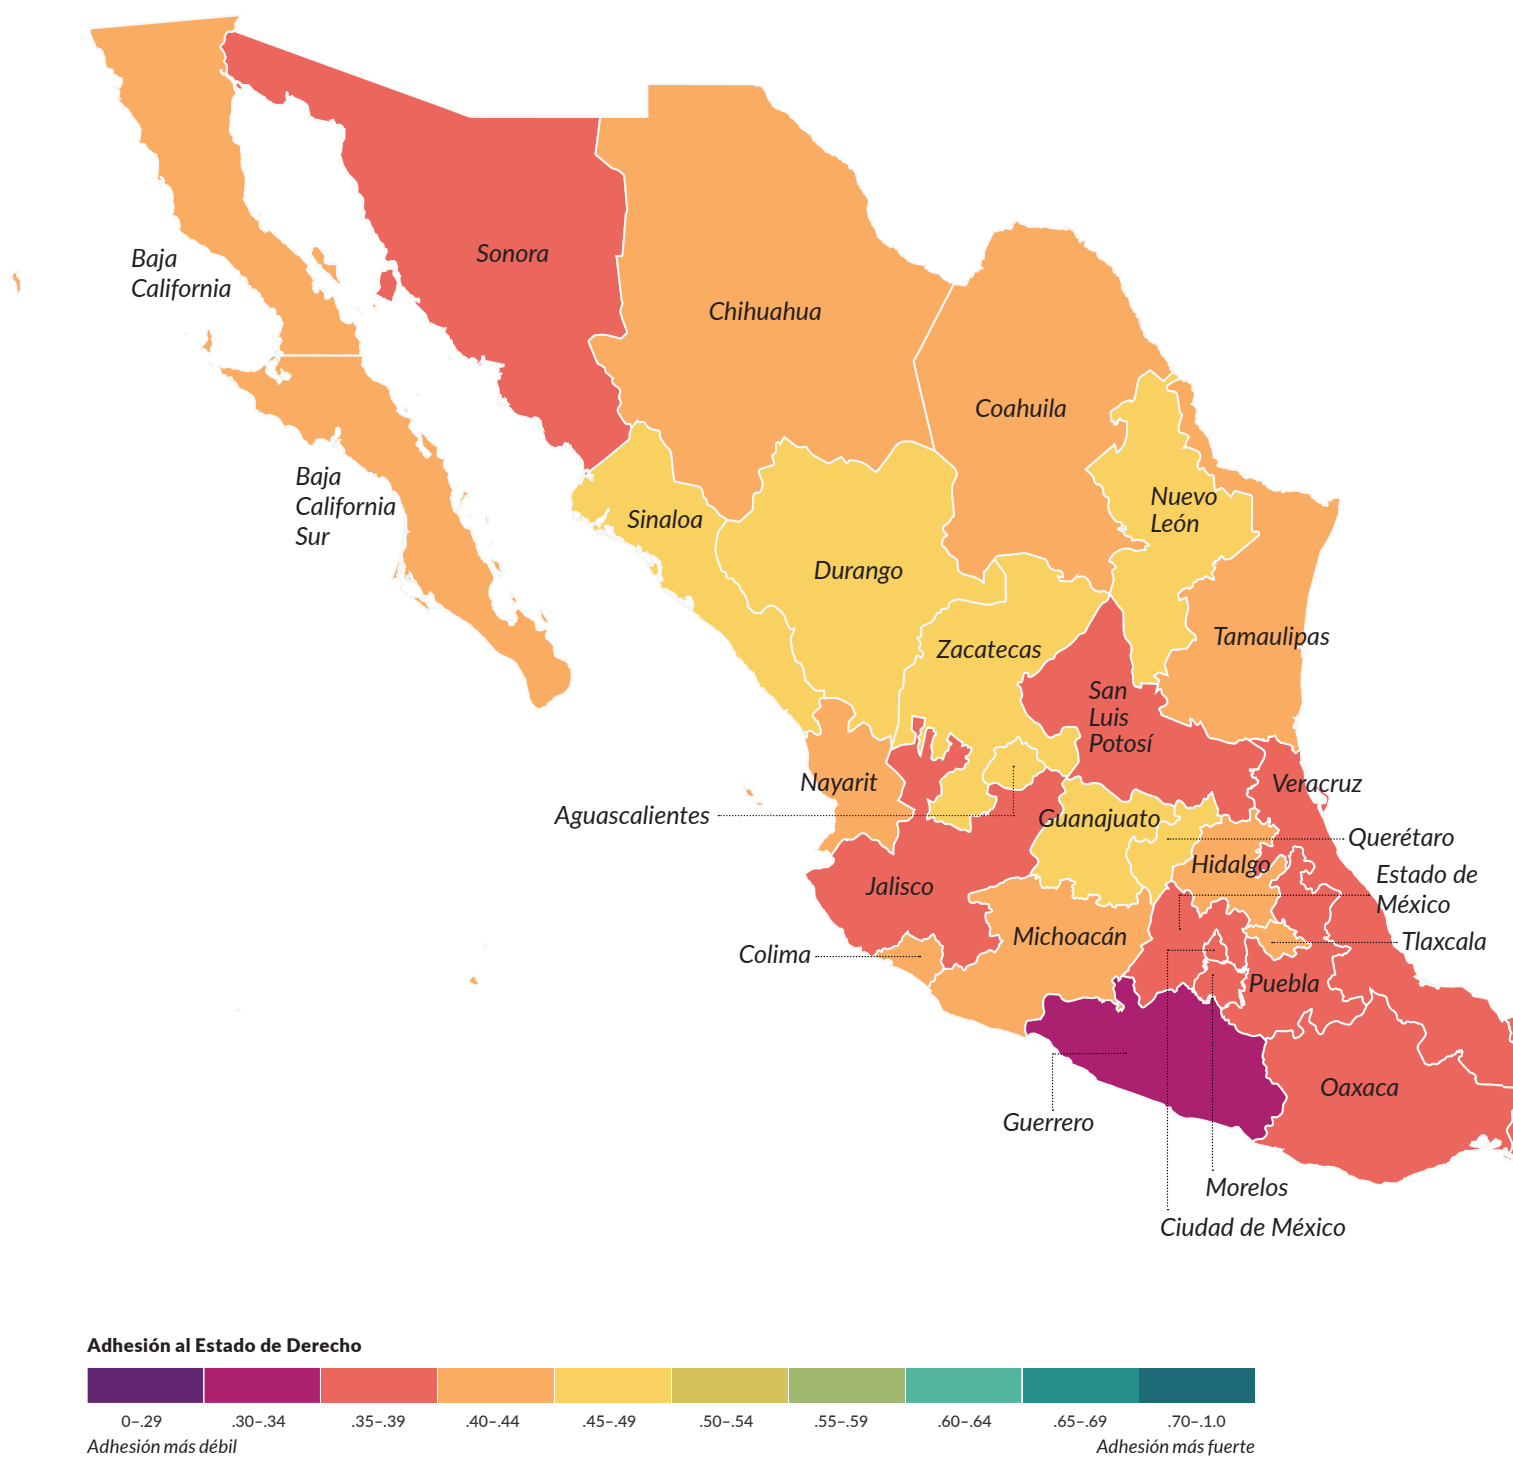 Sonora
Baja
California
Chihuahua
Coahuila
Baja
California
Sur
Nuevo
León
Sinaloa
Durango
Tamaulipas
Zacatecas
San
Luis
Potosí
Nayarit
Veracruz
Aguascalientes
Guanajuato
Querétaro
Hidalgo
Estado de
México
Jalisco
Michoacán
Tlaxcala
Colima
Puebla
Oaxaca
Guerrero
Morelos
Ciudad de México
Adhesión al Estado de Derecho
0–.29 .30–.34 .35–.39 .40–.44 .45–.49 .50–.54 .55–.59 .60–.64 .65–.69 .70–.1.0
Adhesión más débil Adhesión más fuerte